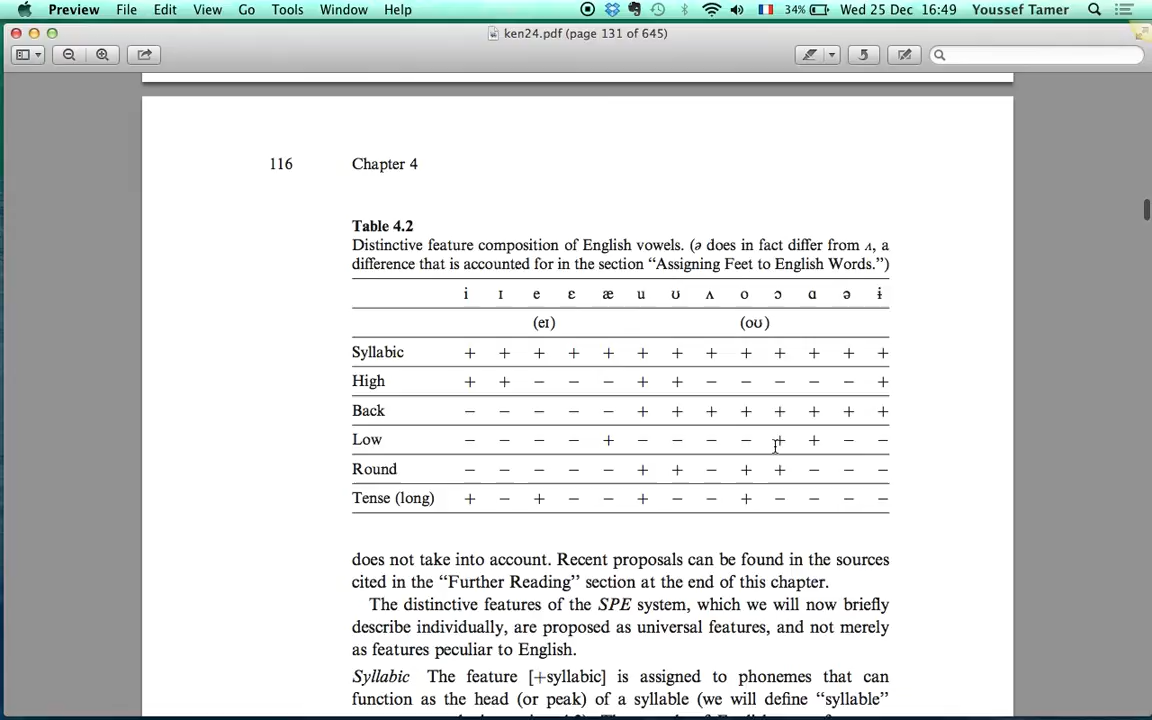 Preview File Edit View Go Tools Window Help 34% Wed 25 Dec 16:49 Youssef Tamer
ken24.pdf (page 131 of 645)
116 Chapter 4
Table 4.2
Distinctive feature composition of English vowels. (ə does in fact differ from ʌ, a
difference that is accounted for in the section “Assigning Feet to English Words.”)
i ɪ e ɛ æ u ʊ ʌ o ɔ ɑ ə ɨ
(eɪ) (oʊ)
Syllabic + + + + + + + + + + + + +
High + + − − − + + − − − − − +
Back − − − − − + + + + + + + +
Low − − − − + − − − − + + − −
Round − − − − − + + − + + − − −
Tense (long) + − + − − + − − + − − − −
does not take into account. Recent proposals can be found in the sources
cited in the “Further Reading” section at the end of this chapter.
The distinctive features of the SPE system, which we will now briefly
describe individually, are proposed as universal features, and not merely
as features peculiar to English.
Syllabic The feature [+syllabic] is assigned to phonemes that can
function as the head (or peak) of a syllable (we will define “syllable”